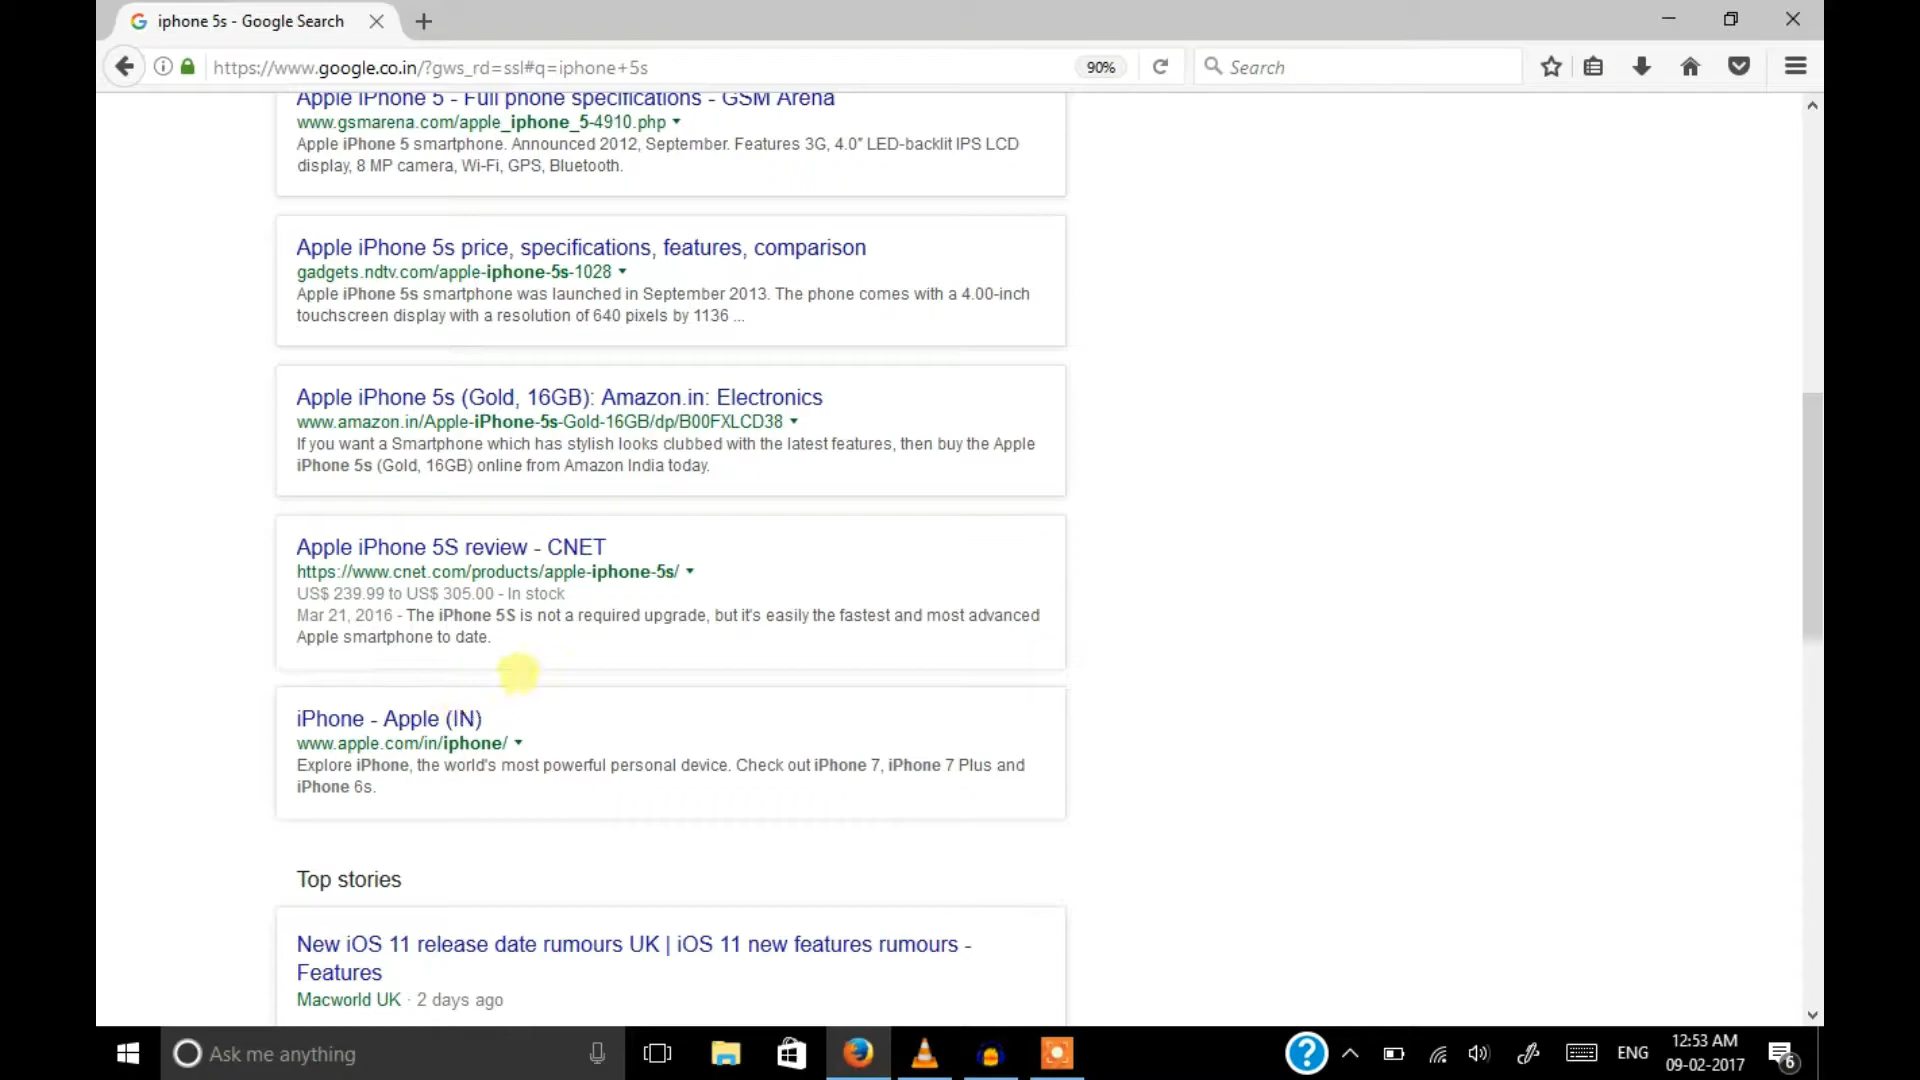 iphone 5s - Google Search
https://www.google.co.in/?gws_rd=ssl#q=iphone+5s
90%
Search
Apple iPhone 5 - Full phone specifications - GSM Arena
www.gsmarena.com/apple_iphone_5-4910.php
Apple iPhone 5 smartphone. Announced 2012, September. Features 3G, 4.0″ LED-backlit IPS LCD
display, 8 MP camera, Wi-Fi, GPS, Bluetooth.
Apple iPhone 5s price, specifications, features, comparison
gadgets.ndtv.com/apple-iphone-5s-1028
Apple iPhone 5s smartphone was launched in September 2013. The phone comes with a 4.00-inch
touchscreen display with a resolution of 640 pixels by 1136 ...
Apple iPhone 5s (Gold, 16GB): Amazon.in: Electronics
www.amazon.in/Apple-iPhone-5s-Gold-16GB/dp/B00FXLCD38
If you want a Smartphone which has stylish looks clubbed with the latest features, then buy the Apple
iPhone 5s (Gold, 16GB) online from Amazon India today.
Apple iPhone 5S review - CNET
https://www.cnet.com/products/apple-iphone-5s/
US$ 239.99 to US$ 305.00 - In stock
Mar 21, 2016 - The iPhone 5S is not a required upgrade, but it's easily the fastest and most advanced
Apple smartphone to date.
iPhone - Apple (IN)
www.apple.com/in/iphone/
Explore iPhone, the world's most powerful personal device. Check out iPhone 7, iPhone 7 Plus and
iPhone 6s.
Top stories
New iOS 11 release date rumours UK | iOS 11 new features rumours -
Features
Macworld UK · 2 days ago
Ask me anything
ENG
12:53 AM
09-02-2017
6